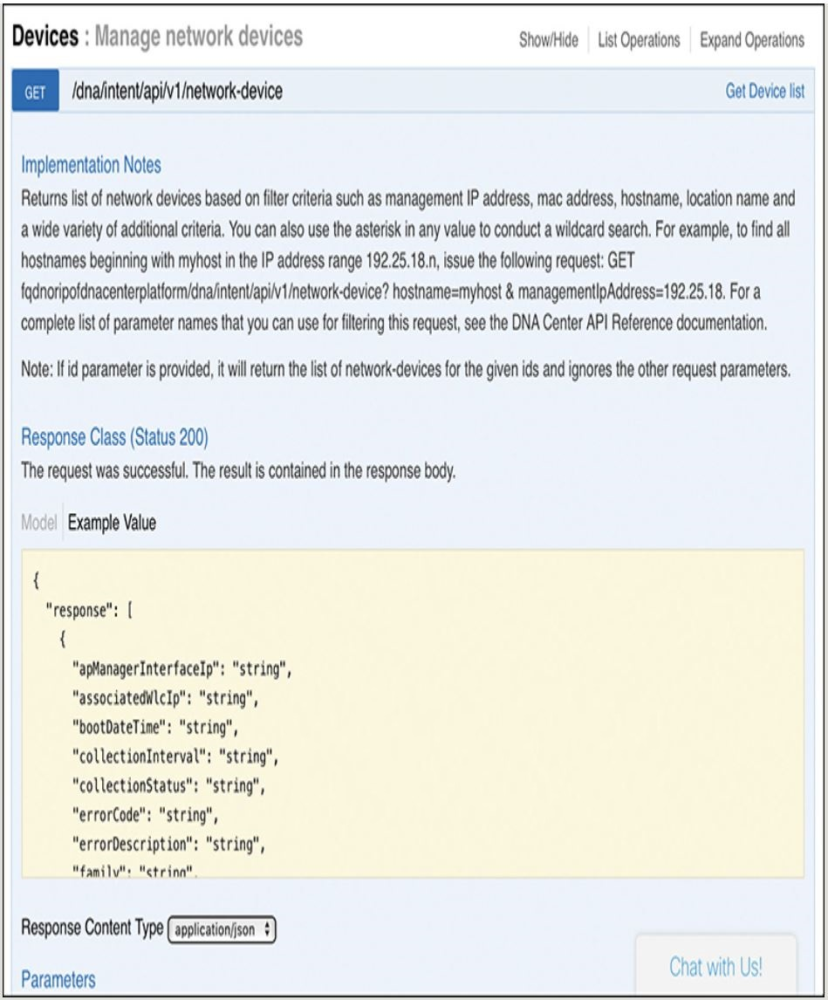 Devices : Manage network devices
Show/Hide List Operations Expand Operations
GET /dna/intent/api/v1/network-device Get Device list
Implementation Notes
Returns list of network devices based on filter criteria such as management IP address, mac address, hostname, location name and
a wide variety of additional criteria. You can also use the asterisk in any value to conduct a wildcard search. For example, to find all
hostnames beginning with myhost in the IP address range 192.25.18.n, issue the following request: GET
fqdnoripofdnacenterplatform/dna/intent/api/v1/network-device? hostname=myhost & managementIpAddress=192.25.18. For a
complete list of parameter names that you can use for filtering this request, see the DNA Center API Reference documentation.
Note: If id parameter is provided, it will return the list of network-devices for the given ids and ignores the other request parameters.
Response Class (Status 200)
The request was successful. The result is contained in the response body.
Model Example Value
{
"response": [
{
"apManagerInterfaceIp": "string",
"associatedWlcIp": "string",
"bootDateTime": "string",
"collectionInterval": "string",
"collectionStatus": "string",
"errorCode": "string",
"errorDescription": "string",
"family": "string",
Response Content Type application/json
Parameters
Chat with Us!